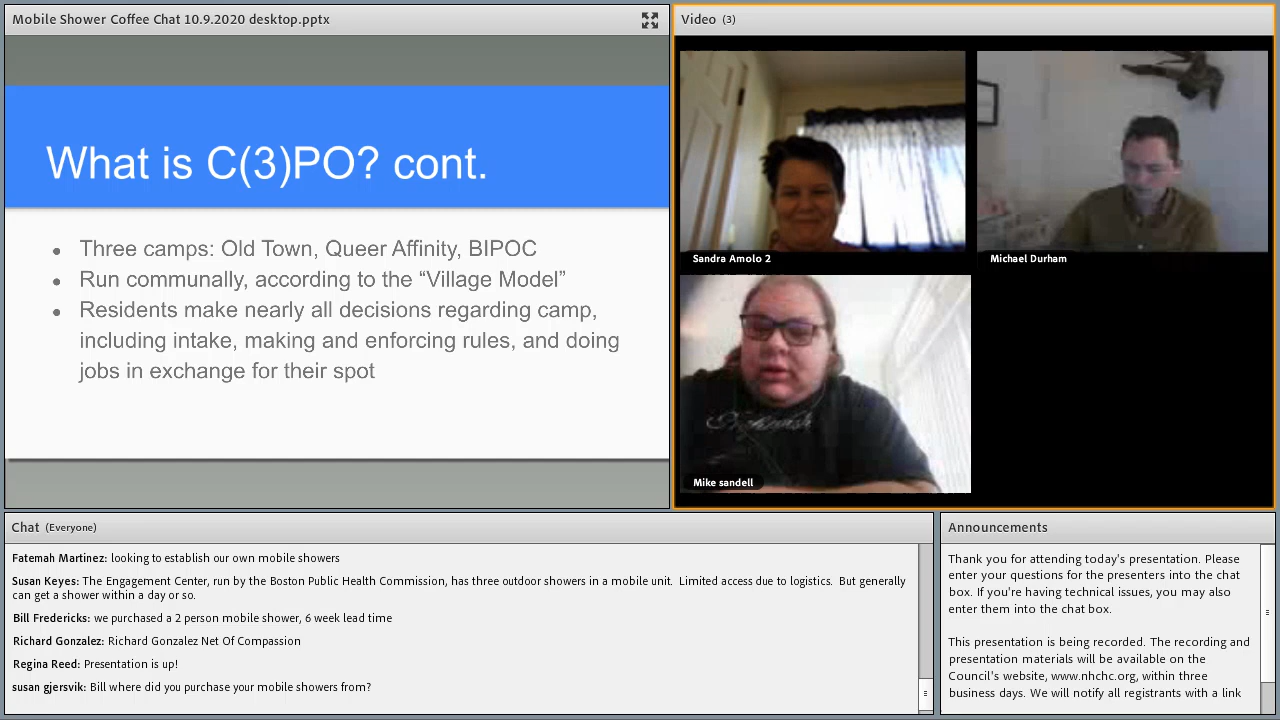 Mobile Shower Coffee Chat 10.9.2020 desktop.pptx
What is C(3)PO? cont.
• Three camps: Old Town, Queer Affinity, BIPOC
• Run communally, according to the “Village Model”
• Residents make nearly all decisions regarding camp,
including intake, making and enforcing rules, and doing
jobs in exchange for their spot
Video (3)
Sandra Amolo 2
Michael Durham
Mike sandell
Chat (Everyone)
Fatemah Martinez: looking to establish our own mobile showers
Susan Keyes: The Engagement Center, run by the Boston Public Health Commission, has three outdoor showers in a mobile unit. Limited access due to logistics. But generally
can get a shower within a day or so.
Bill Fredericks: we purchased a 2 person mobile shower, 6 week lead time
Richard Gonzalez: Richard Gonzalez Net Of Compassion
Regina Reed: Presentation is up!
susan gjersvik: Bill where did you purchase your mobile showers from?
Announcements
Thank you for attending today's presentation. Please
enter your questions for the presenters into the chat
box. If you're having technical issues, you may also
enter them into the chat box.
This presentation is being recorded. The recording and
presentation materials will be available on the
Council's website, www.nhchc.org, within three
business days. We will notify all registrants with a link